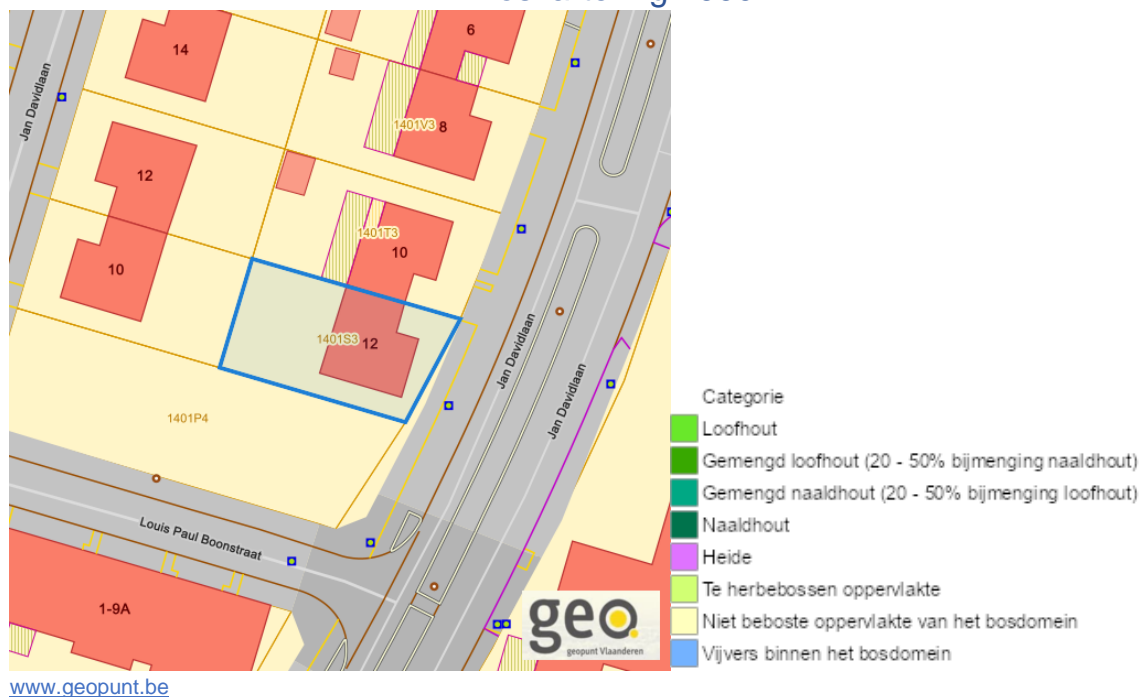 14
6
Jan Davidlaan
1401V3
8
12
1401T3
10
10
1401S3
12
Jan Davidlaan
Jan Davidlaan
1401P4
Louis Paul Boonstraat
1-9A
geo
geopunt Vlaanderen
Categorie
Loofhout
Gemengd loofhout (20 - 50% bijmenging naaldhout)
Gemengd naaldhout (20 - 50% bijmenging loofhout)
Naaldhout
Heide
Te herbebossen oppervlakte
Niet beboste oppervlakte van het bosdomein
Vijvers binnen het bosdomein
www.geopunt.be